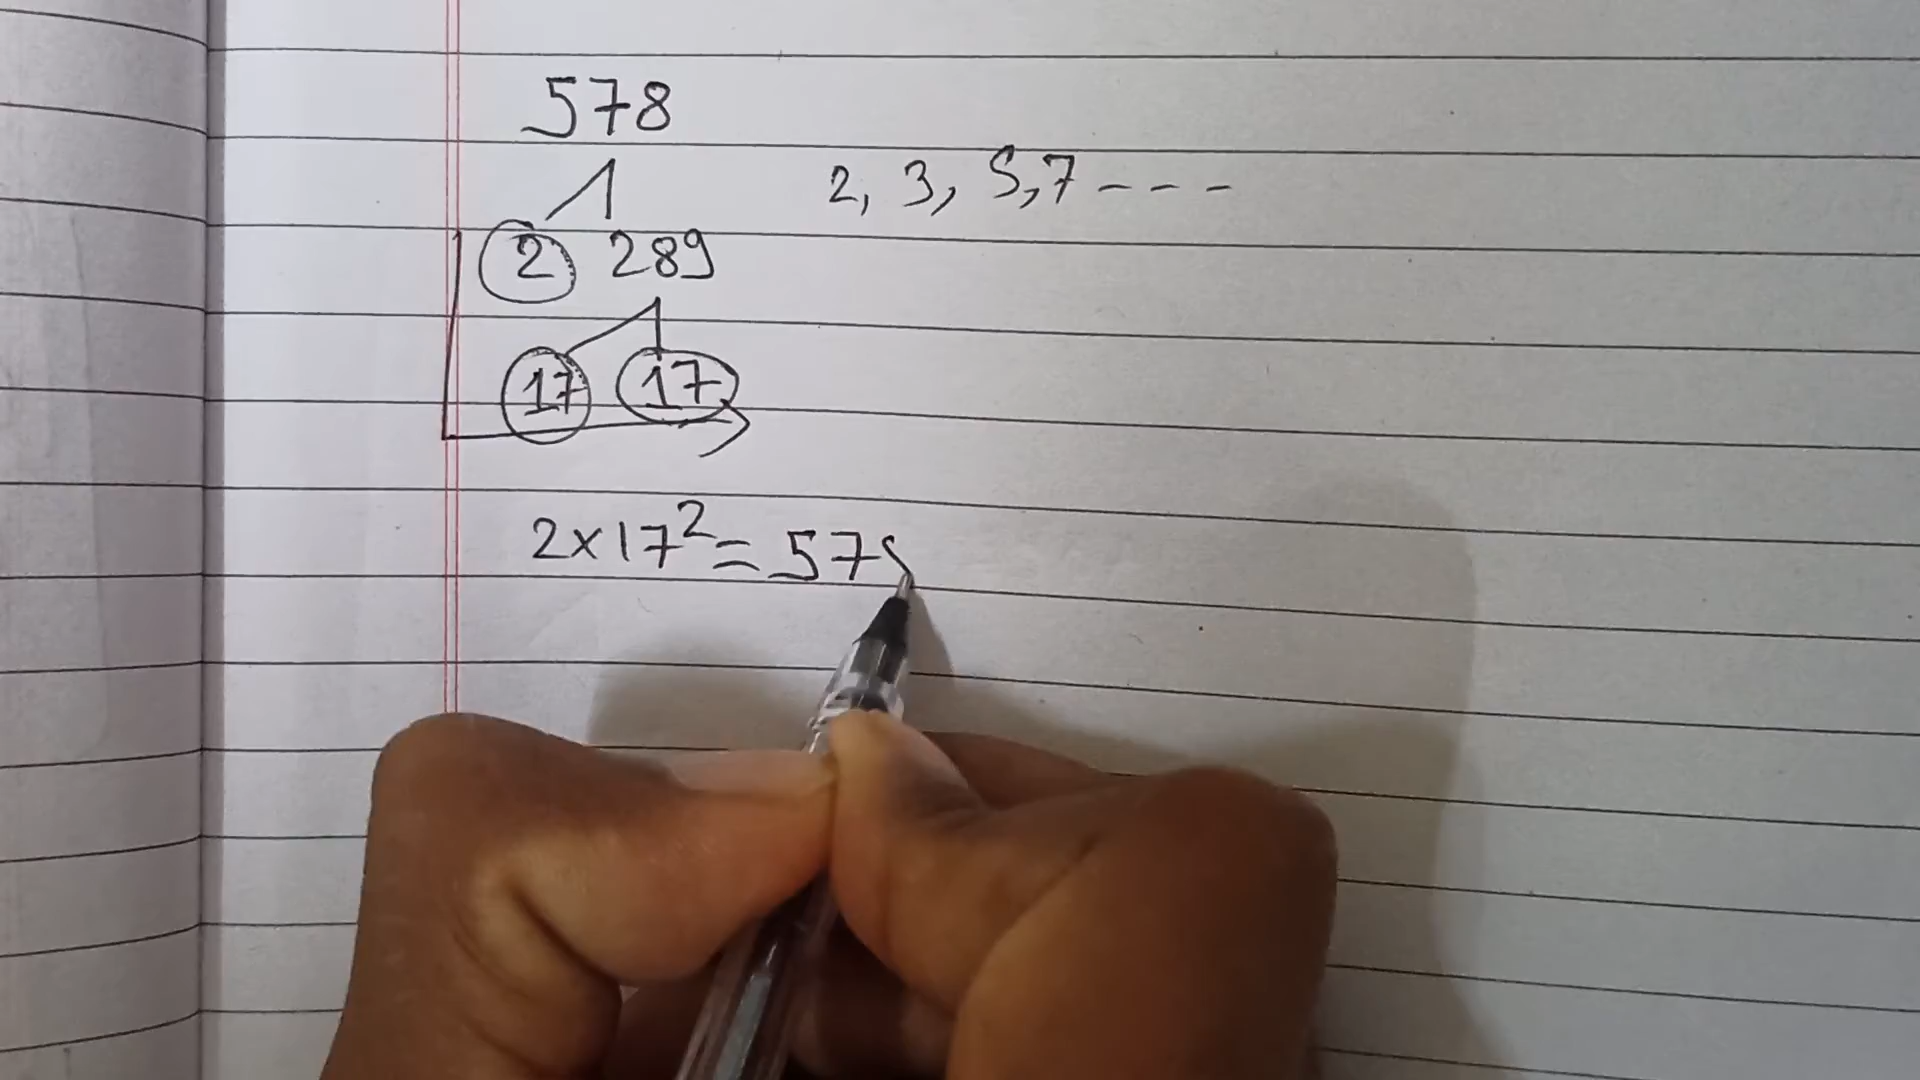 578
2, 3, 5, 7 - - -
2 289
17 17
2 x 17² = 57